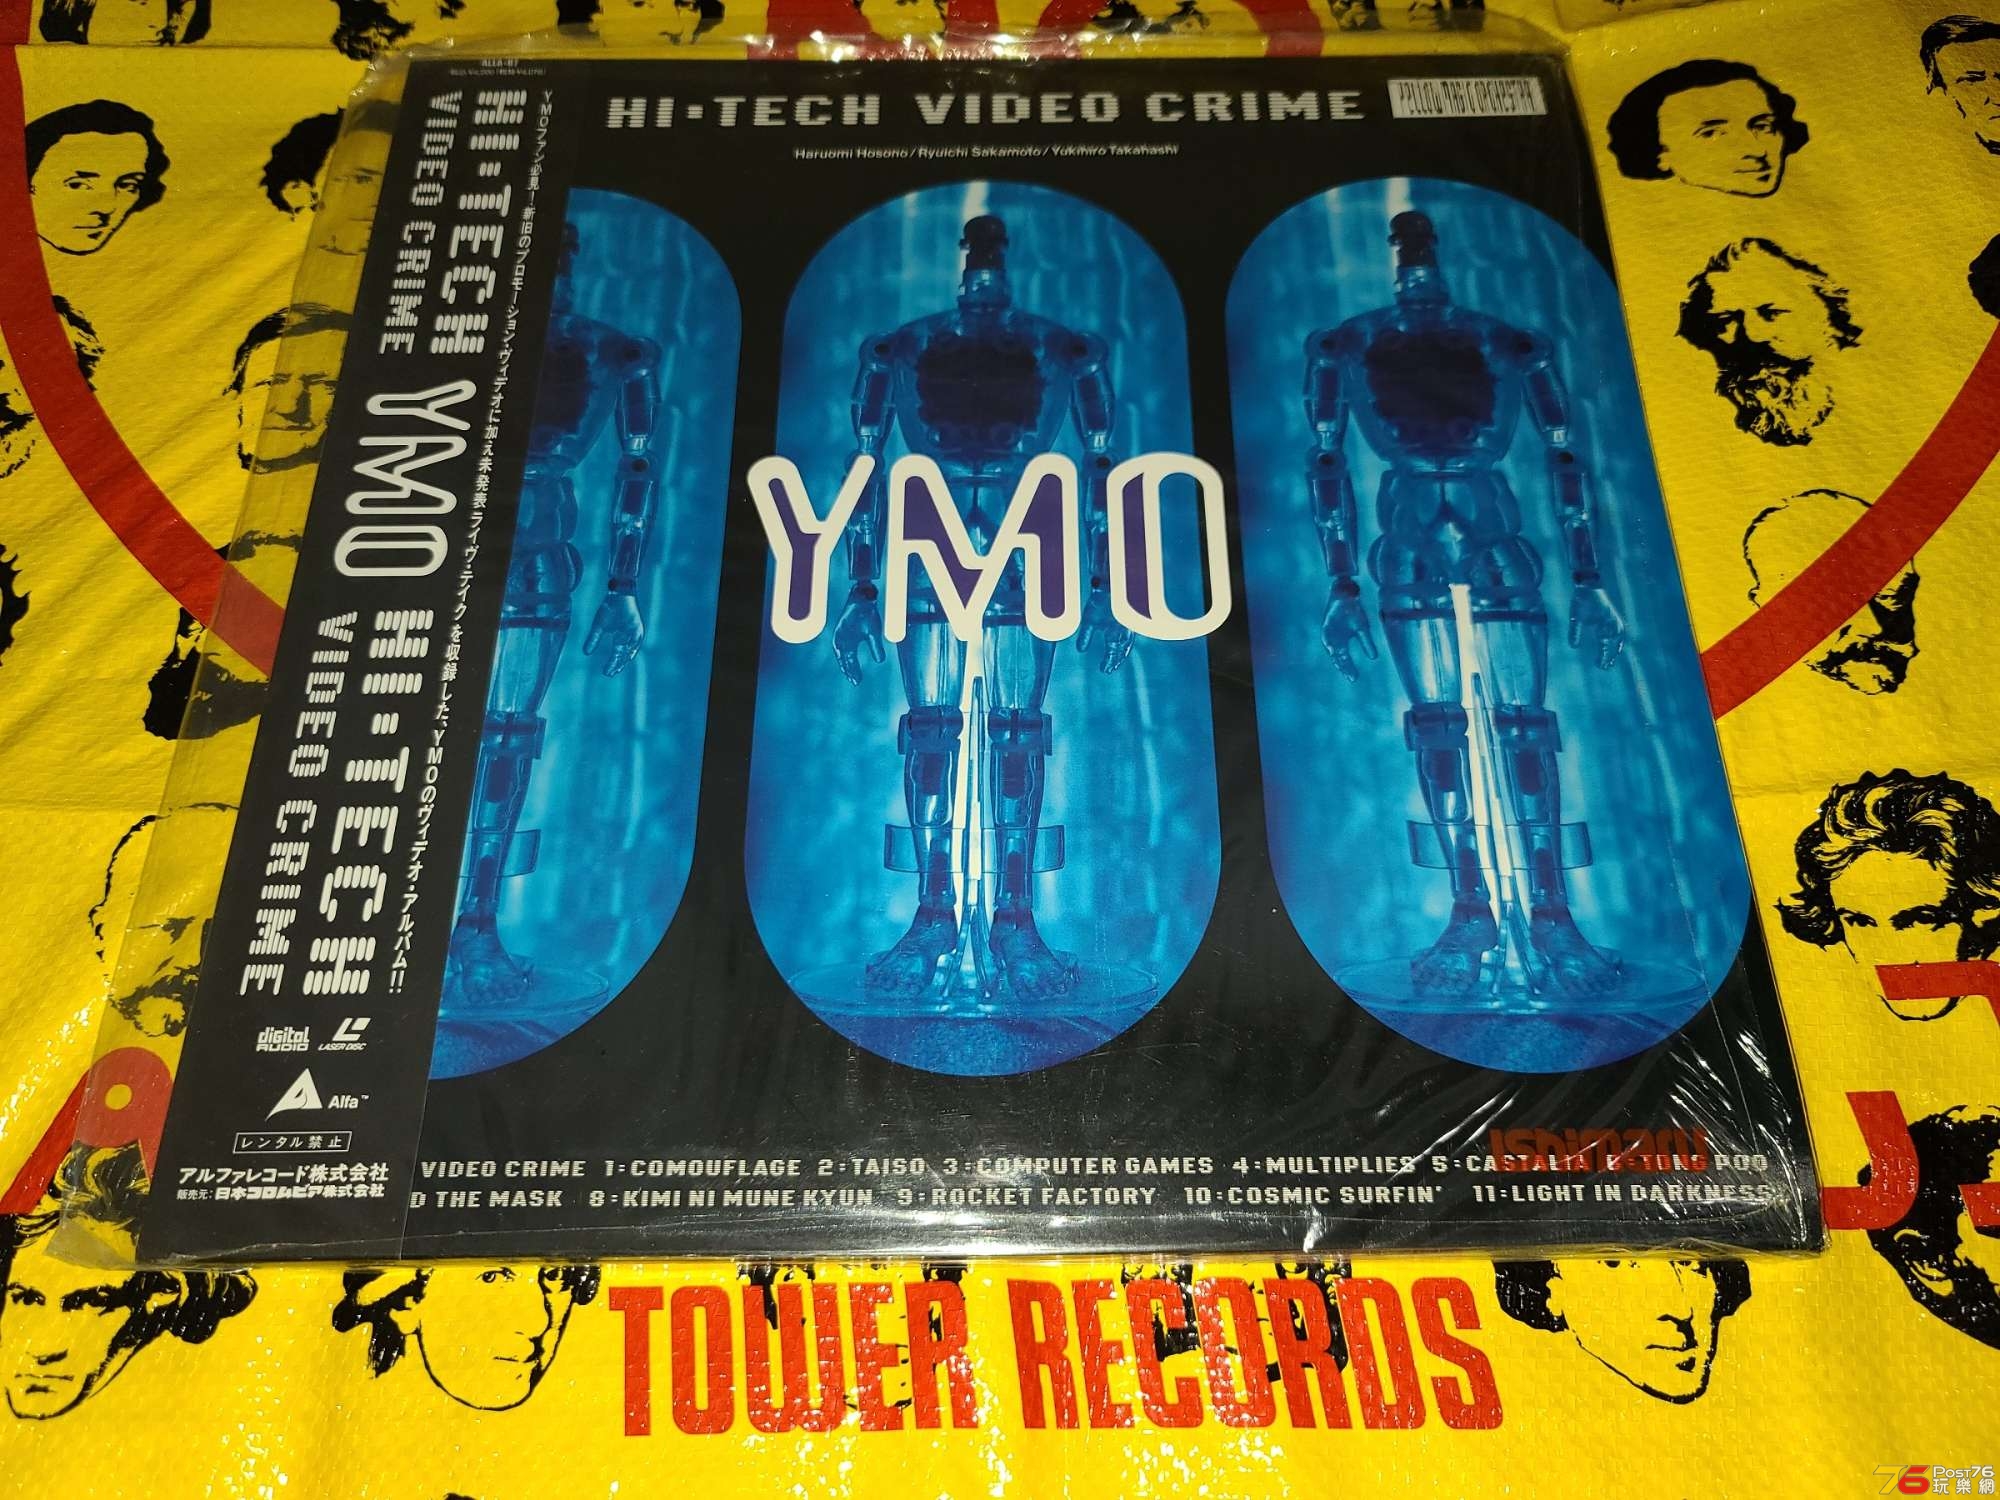 HI-TECH VIDEO CRIME
YELLOW MAGIC ORCHESTRA
Haruomi Hosono/Ryuichi Sakamoto/Yukihiro Takahashi
YMO
ALLA-B7
YMOファン必見!新旧のプロモーション・ヴィデオに加え未発表ライヴ・テイクを収録した、YMOのヴィデオ・アルバム!!
HI-TECH
VIDEO CRIME
YMO
HI-TECH
VIDEO CRIME
digital AUDIO
LASER DISC
Alfa™
レンタル禁止
アルファレコード株式会社
販売元:日本コロムビア株式会社
VIDEO CRIME 1:COMOUFLAGE 2:TAISO 3:COMPUTER GAMES 4:MULTIPLIES 5:CASTALIA 6:TONG POO
D THE MASK 8:KIMI NI MUNE KYUN 9:ROCKET FACTORY 10:COSMIC SURFIN' 11:LIGHT IN DARKNESS
Ishimaru
TOWER RECORDS
76 POST76
玩樂網